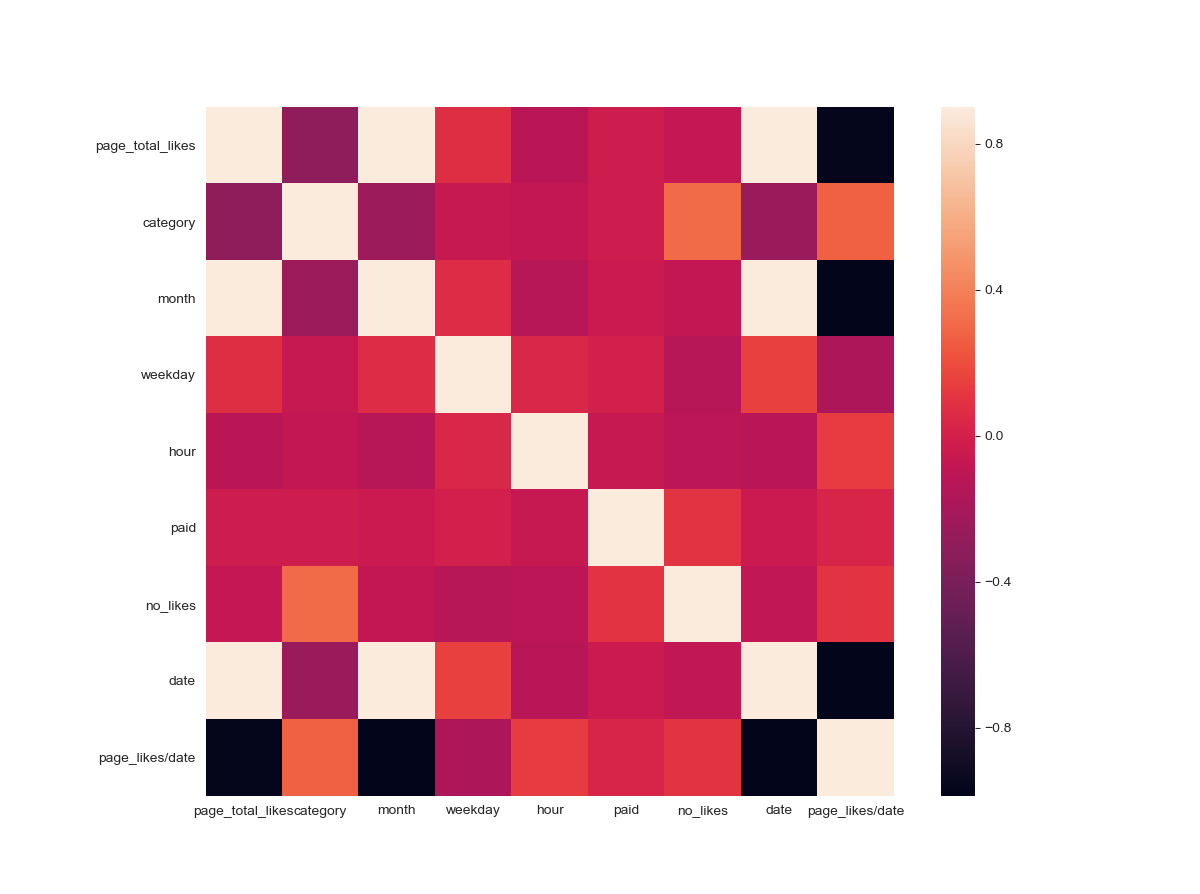 page_total_likes
category
month
weekday
hour
paid
no_likes
date
page_likes/date
page_total_likes category month weekday hour paid no_likes date page_likes/date
0.8
0.4
0.0
−0.4
−0.8